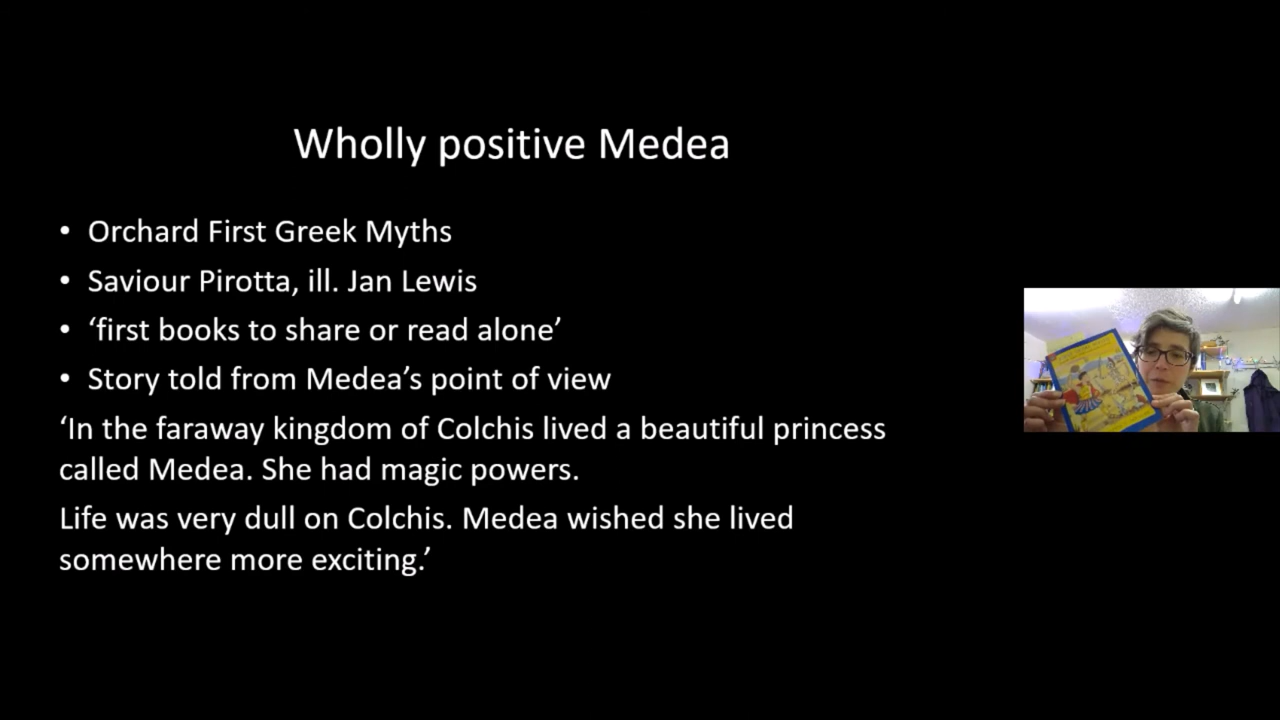 Wholly positive Medea
• Orchard First Greek Myths
• Saviour Pirotta, ill. Jan Lewis
• ‘first books to share or read alone’
• Story told from Medea’s point of view
‘In the faraway kingdom of Colchis lived a beautiful princess
called Medea. She had magic powers.
Life was very dull on Colchis. Medea wished she lived
somewhere more exciting.’